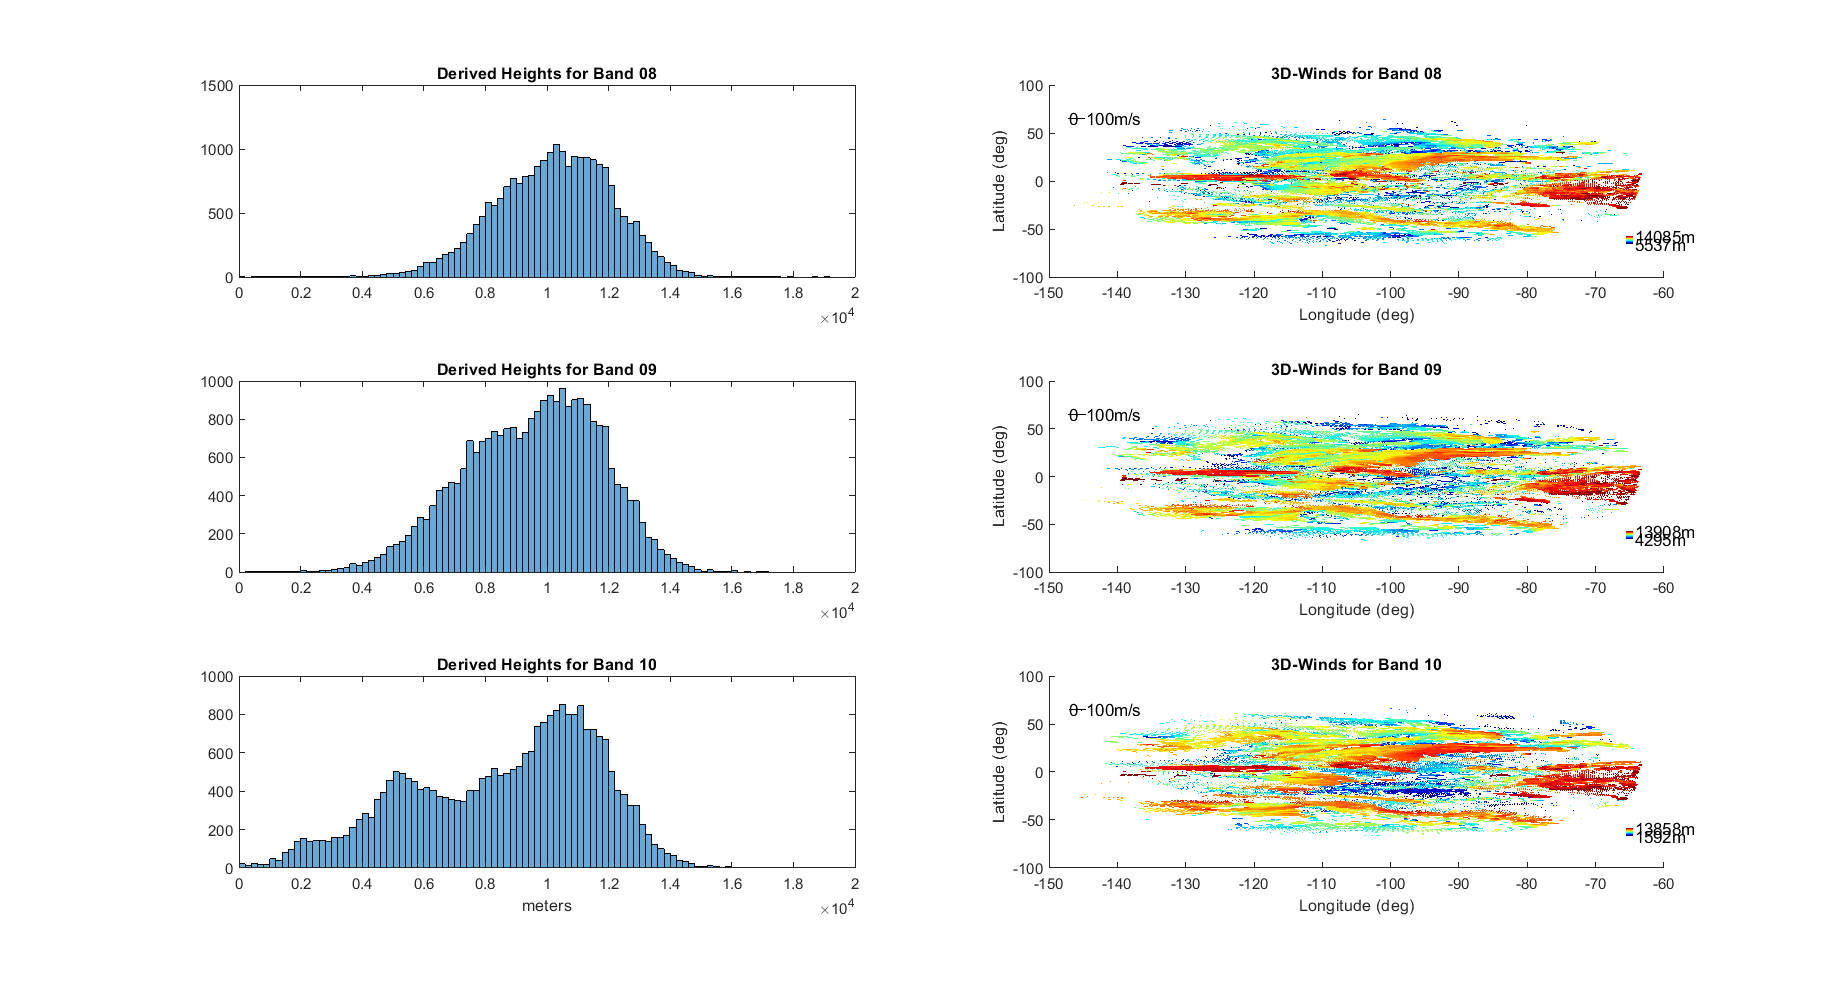 Derived Heights for Band 08
1500
1000
500
0
0 0.2 0.4 0.6 0.8 1 1.2 1.4 1.6 1.8 2
×10⁴
3D-Winds for Band 08
Latitude (deg)
100
50
0
-50
-100
0 100m/s
14085m
5537m
-150 -140 -130 -120 -110 -100 -90 -80 -70 -60
Longitude (deg)
Derived Heights for Band 09
1000
800
600
400
200
0
0 0.2 0.4 0.6 0.8 1 1.2 1.4 1.6 1.8 2
×10⁴
3D-Winds for Band 09
Latitude (deg)
100
50
0
-50
-100
0 100m/s
13908m
4295m
-150 -140 -130 -120 -110 -100 -90 -80 -70 -60
Longitude (deg)
Derived Heights for Band 10
1000
800
600
400
200
0
0 0.2 0.4 0.6 0.8 1 1.2 1.4 1.6 1.8 2
meters
×10⁴
3D-Winds for Band 10
Latitude (deg)
100
50
0
-50
-100
0 100m/s
13858m
1592m
-150 -140 -130 -120 -110 -100 -90 -80 -70 -60
Longitude (deg)